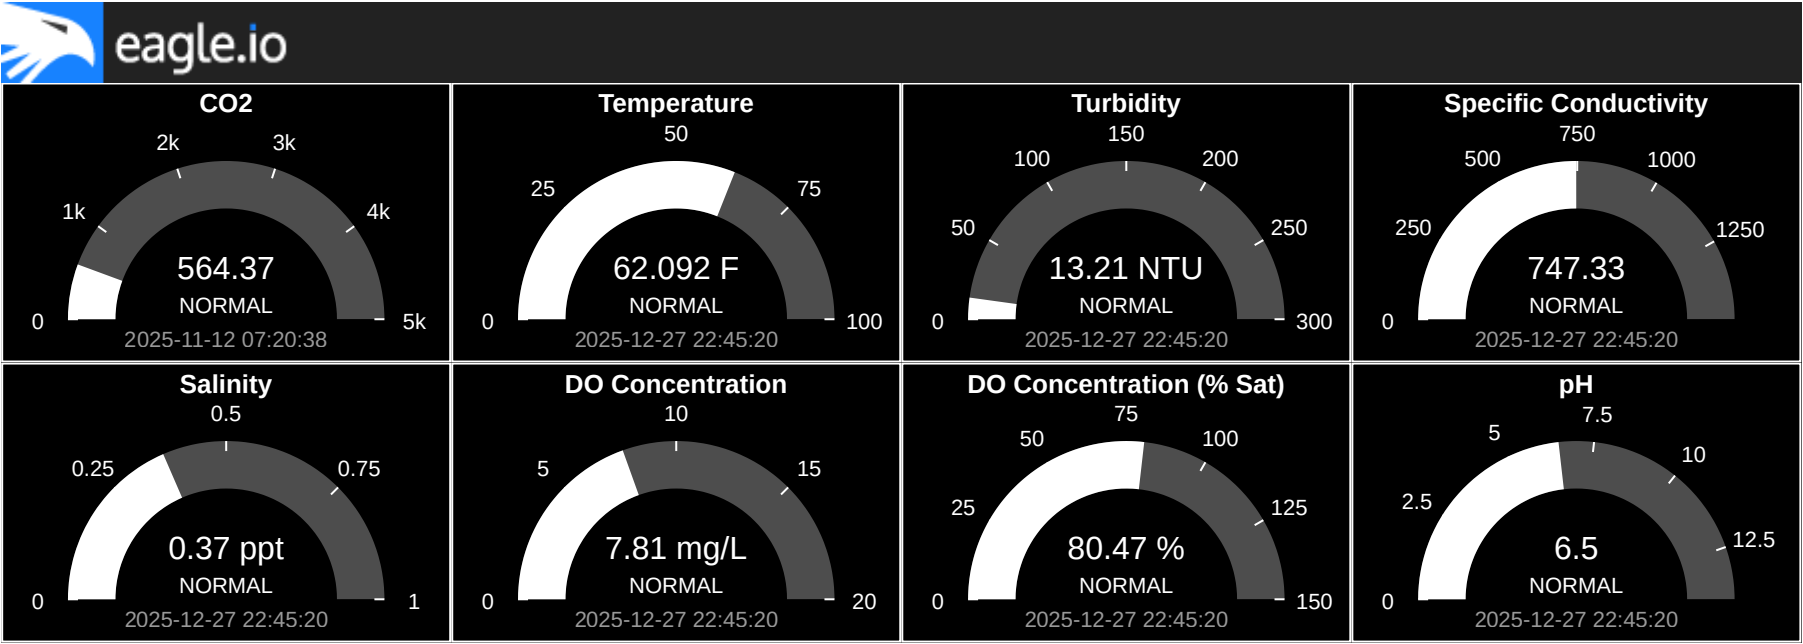 eagle.io
CO2
0
1k
2k
3k
4k
5k
564.37
NORMAL
2025-11-12 07:20:38
Temperature
0
25
50
75
100
62.092 F
NORMAL
2025-12-27 22:45:20
Turbidity
0
50
100
150
200
250
300
13.21 NTU
NORMAL
2025-12-27 22:45:20
Specific Conductivity
0
250
500
750
1000
1250
747.33
NORMAL
2025-12-27 22:45:20
Salinity
0
0.25
0.5
0.75
1
0.37 ppt
NORMAL
2025-12-27 22:45:20
DO Concentration
0
5
10
15
20
7.81 mg/L
NORMAL
2025-12-27 22:45:20
DO Concentration (% Sat)
0
25
50
75
100
125
150
80.47 %
NORMAL
2025-12-27 22:45:20
pH
0
2.5
5
7.5
10
12.5
6.5
NORMAL
2025-12-27 22:45:20